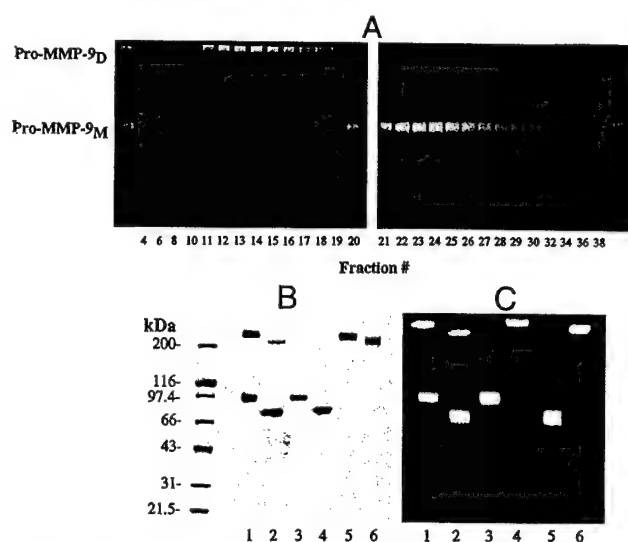 A
Pro-MMP-9D
Pro-MMP-9M
4 6 8 10 11 12 13 14 15 16 17 18 19 20 21 22 23 24 25 26 27 28 29 30 32 34 36 38
Fraction #
B
C
kDa
200-
116-
97.4-
66-
43-
31-
21.5-
1 2 3 4 5 6
1 2 3 4 5 6